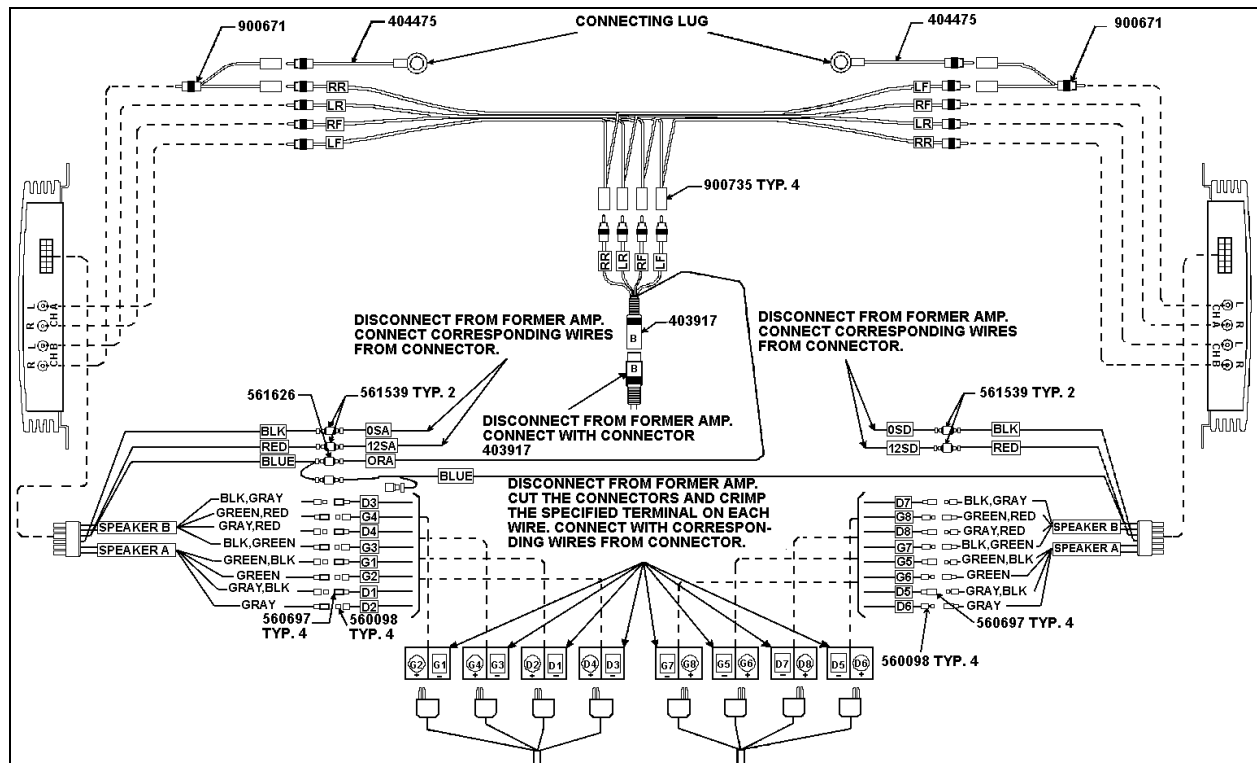 900671
404475
CONNECTING LUG
404475
900671
RR
LR
RF
LF
LF
RF
LR
RR
900735 TYP. 4
RR
LR
RF
LF
L
R
CH A
L
R
CH B
L
R
CH A
L
R
CH B
403917
B
B
DISCONNECT FROM FORMER AMP.
CONNECT CORRESPONDING WIRES
FROM CONNECTOR.
DISCONNECT FROM FORMER AMP.
CONNECT CORRESPONDING WIRES
FROM CONNECTOR.
DISCONNECT FROM FORMER AMP.
CONNECT WITH CONNECTOR
403917
561626
561539 TYP. 2
561539 TYP. 2
BLK
0SA
RED
12SA
BLUE
ORA
BLUE
0SD
BLK
12SD
RED
DISCONNECT FROM FORMER AMP.
CUT THE CONNECTORS AND CRIMP
THE SPECIFIED TERMINAL ON EACH
WIRE. CONNECT WITH CORRESPON-
DING WIRES FROM CONNECTOR.
SPEAKER B
SPEAKER A
BLK,GRAY
D3
GREEN,RED
G4
GRAY,RED
D4
BLK,GREEN
G3
GREEN,BLK
G1
GREEN
G2
GRAY,BLK
D1
GRAY
D2
560697
TYP. 4
560098
TYP. 4
D7
BLK,GRAY
G8
GREEN,RED
D8
GRAY,RED
G7
BLK,GREEN
G5
GREEN,BLK
G6
GREEN
D5
GRAY,BLK
D6
GRAY
SPEAKER B
SPEAKER A
560697 TYP. 4
560098 TYP. 4
G2 G1
+ -
G4 G3
+ -
D2 D1
+ -
D4 D3
+ -
G7 G8
- +
G5 G6
- +
D7 D8
- +
D5 D6
- +